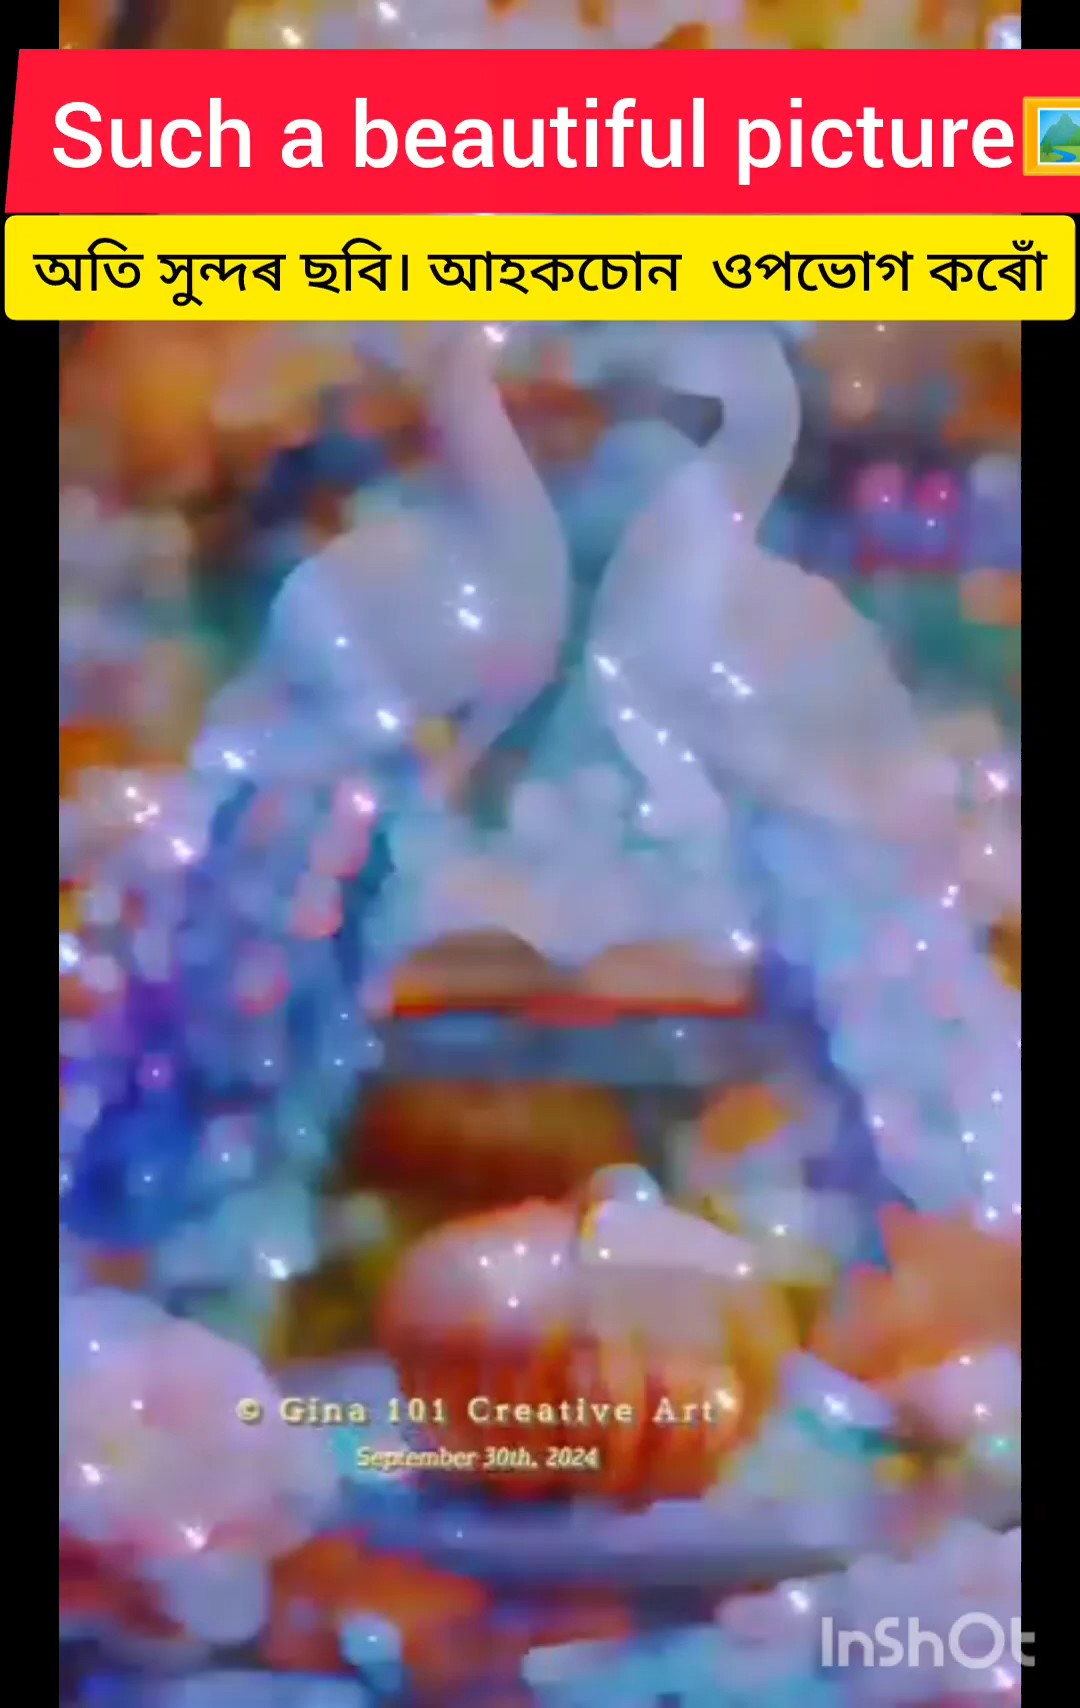 Such a beautiful picture🖼️
অতি সুন্দৰ ছবি। আহকচোন ওপভোগ কৰোঁ
© Gina 101 Creative Art
September 30th, 2024
InShOt